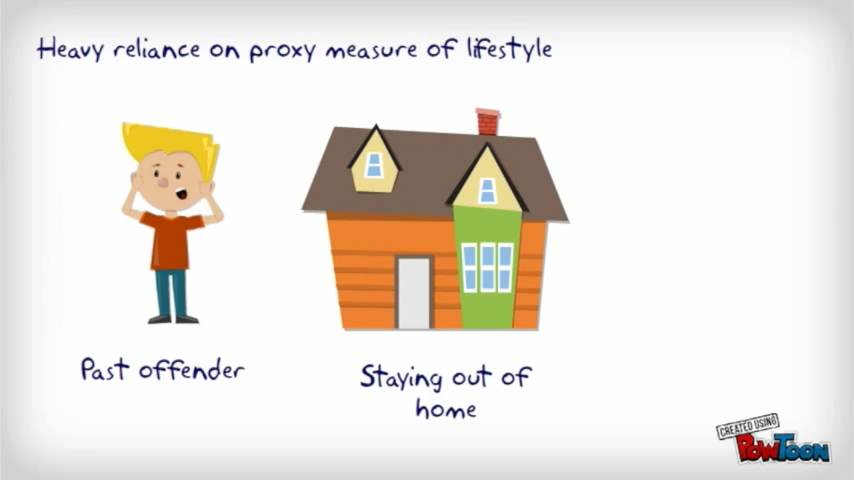 Heavy reliance on proxy measure of lifestyle
Past offender
Staying out of
home
CREATED USING
POWTOON